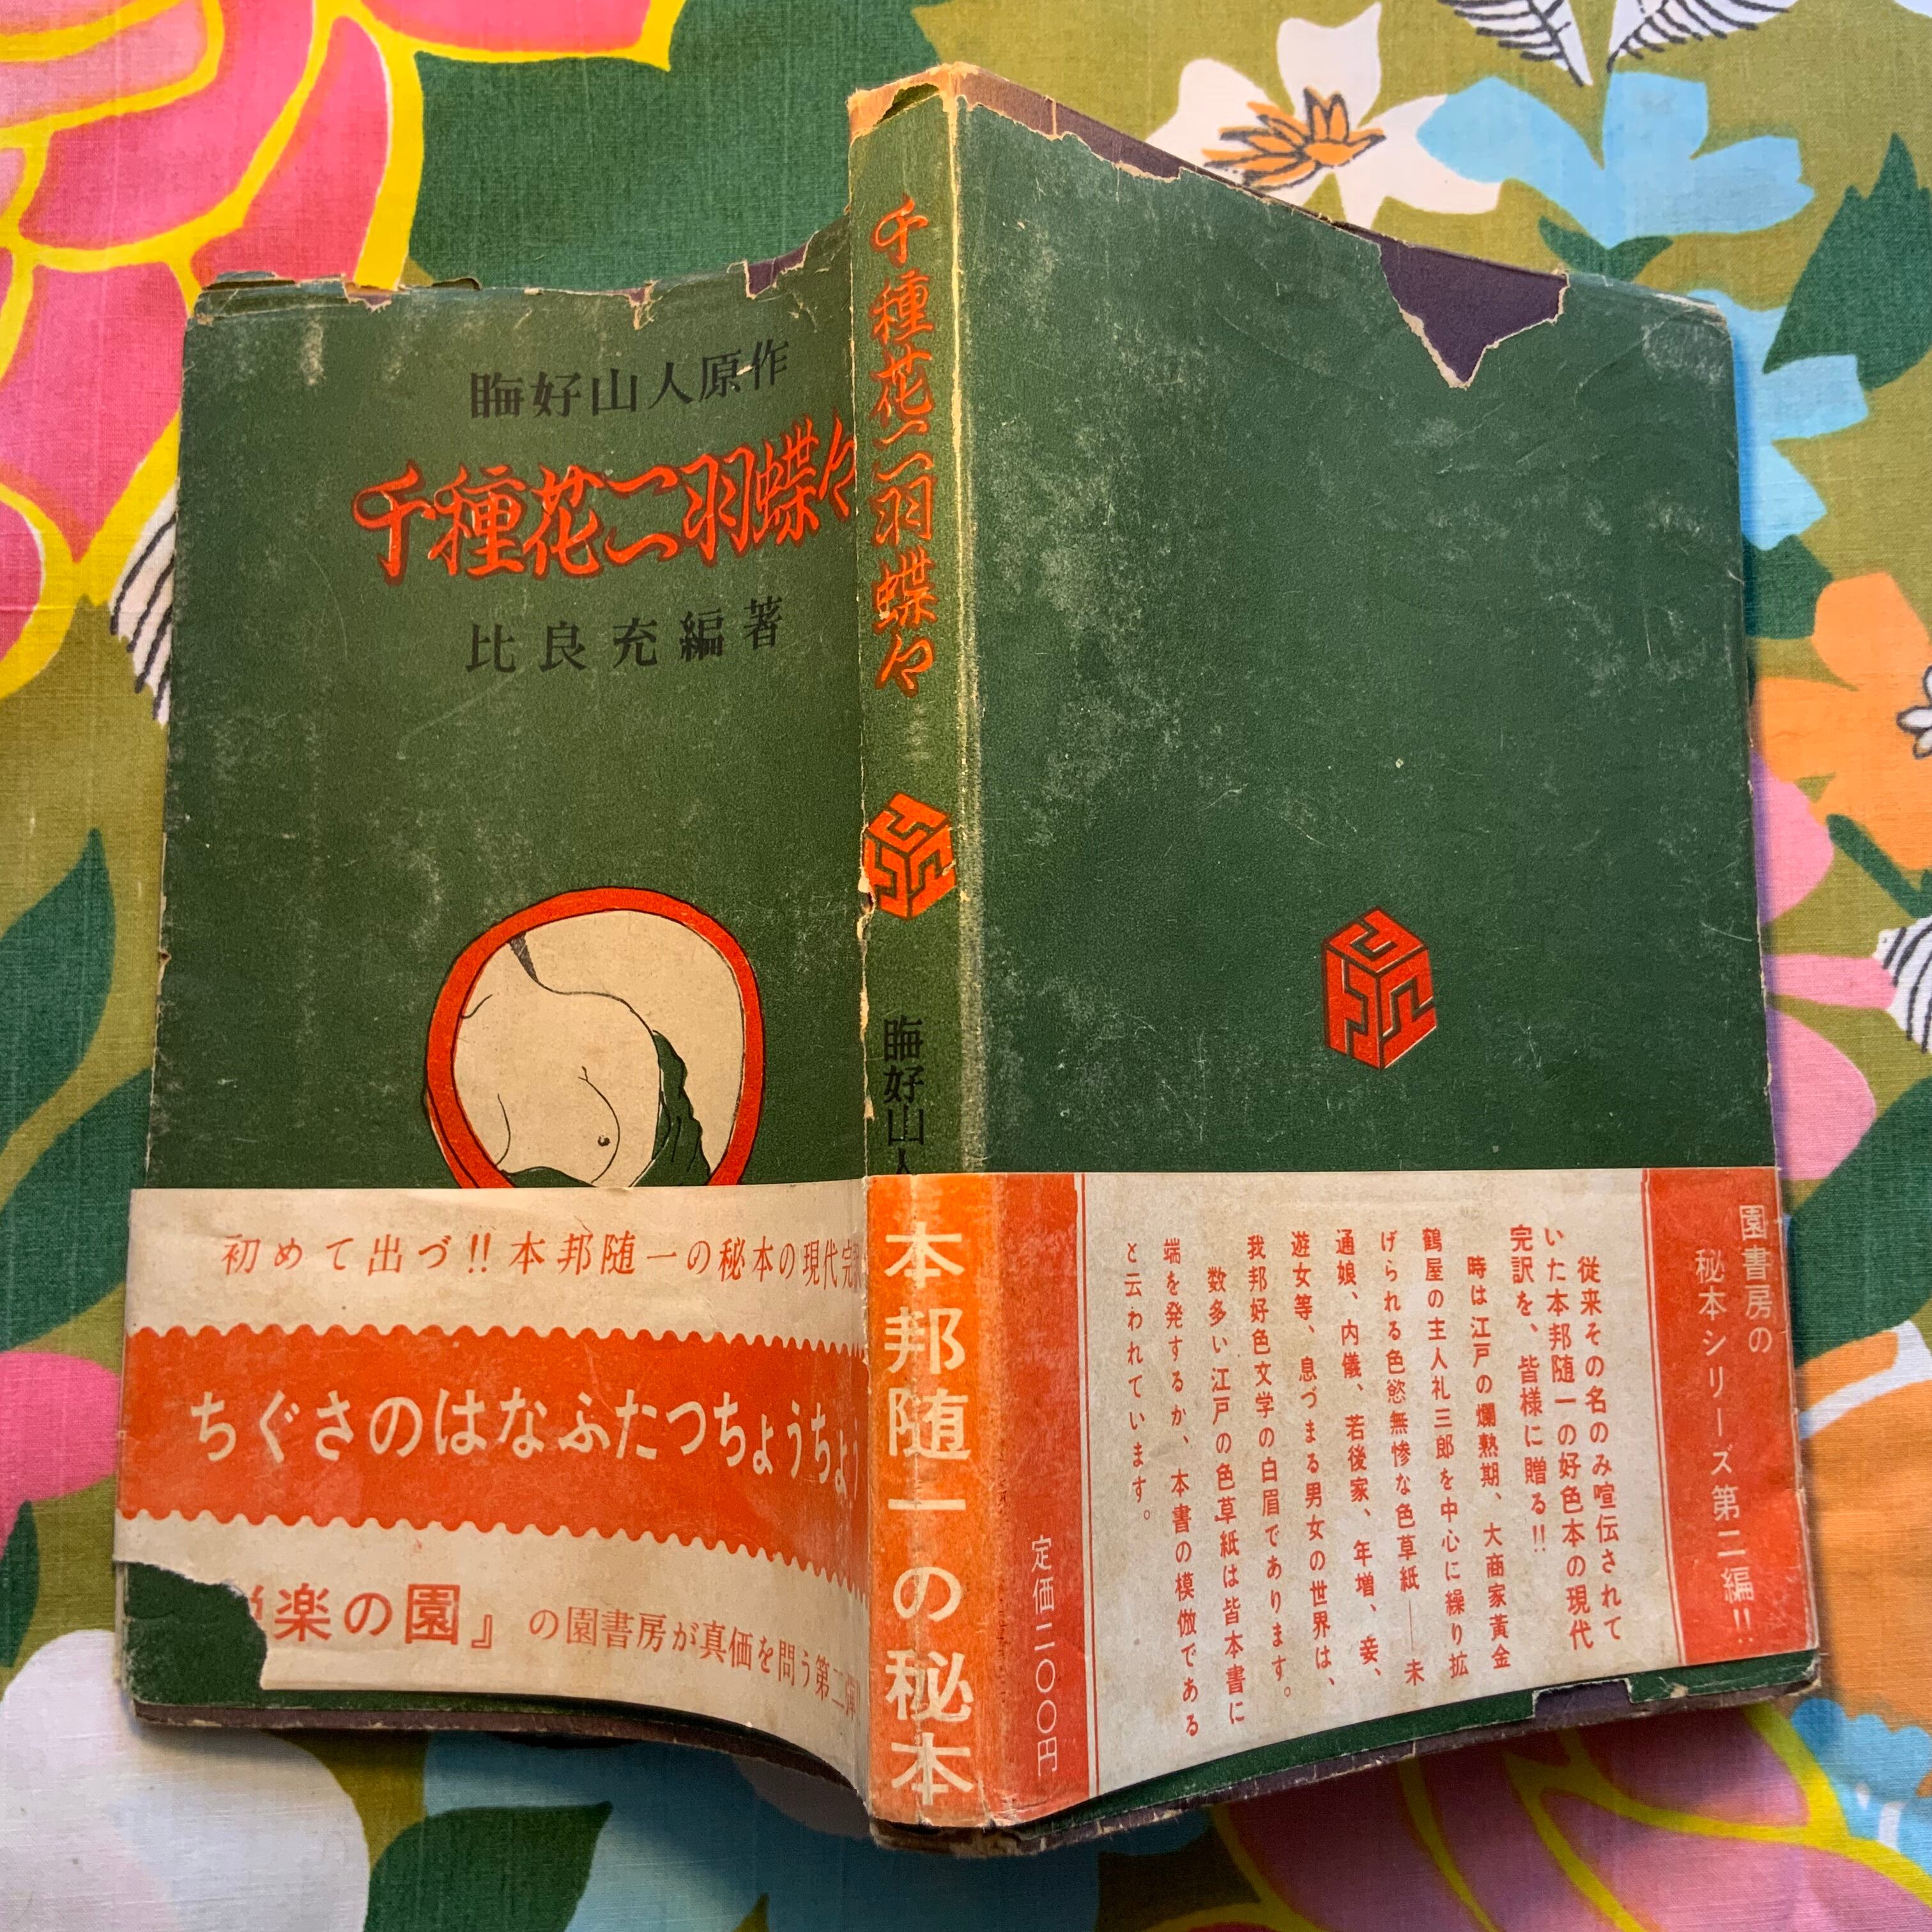 晦好山人原作
千種花二羽蝶々
比良充編著
初めて出づ!! 本邦随一の秘本の現代完訳
ちぐさのはなふたつちょうちょう
楽の園』の園書房が真価を問う第二弾
千種花二羽蝶々
晦好山人
本邦随一の秘本
園書房の
秘本シリーズ第二編!!
従来その名のみ喧伝されて
いた本邦随一の好色本の現代
完訳を、皆様に贈る!!
時は江戸の爛熟期、大商家黃金
鶴屋の主人礼三郎を中心に繰り拡
げられる色慾無惨な色草紙――未
通娘、内儀、若後家、年増、妾、
遊女等、息づまる男女の世界は、
我邦好色文学の白眉であります。
数多い江戸の色草紙は皆本書に
端を発するか、本書の模倣である
と云われています。
定価二〇〇円